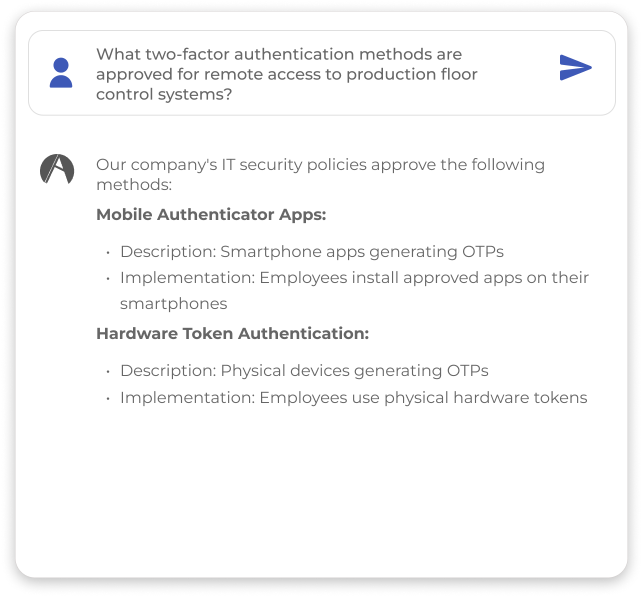 What two-factor authentication methods are
approved for remote access to production floor
control systems?
Our company's IT security policies approve the following
methods:
Mobile Authenticator Apps:
• Description: Smartphone apps generating OTPs
• Implementation: Employees install approved apps on their
smartphones
Hardware Token Authentication:
• Description: Physical devices generating OTPs
• Implementation: Employees use physical hardware tokens